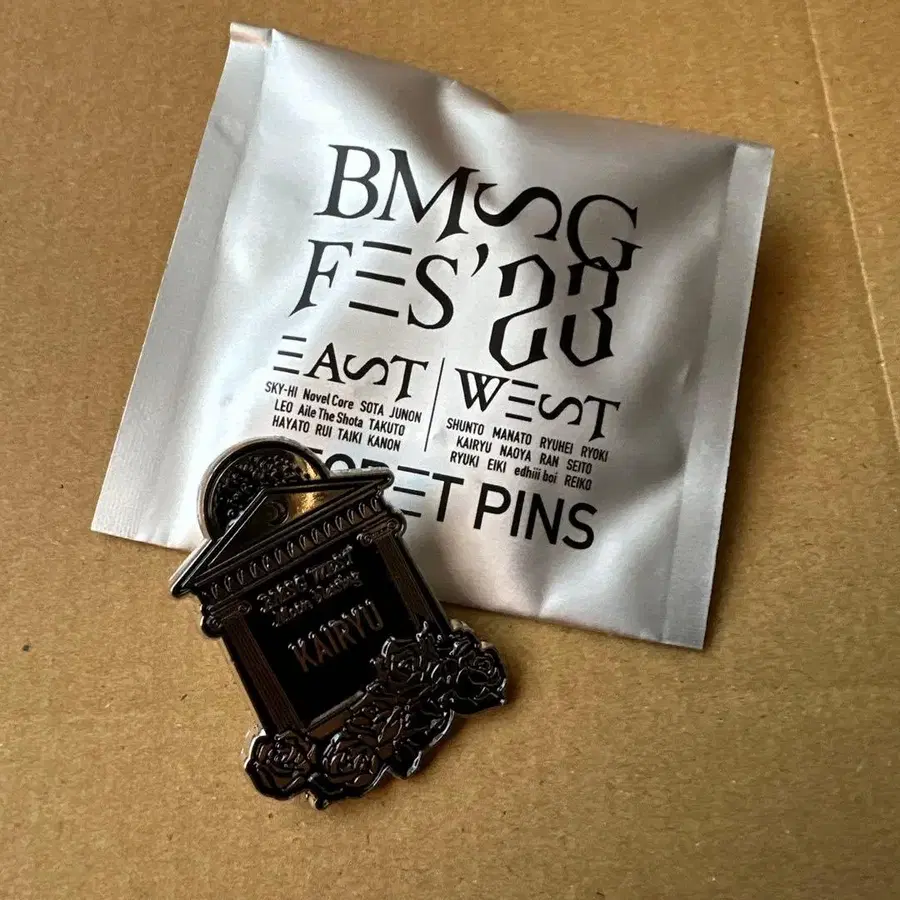 BMSG
FES'23
EAST
SKY-HI Novel Core SOTA JUNON
LEO Aile The Shota TAKUTO
HAYATO RUI TAIKI KANON
WEST
SHUNTO MANATO RYUHEI RYOKI
KAIRYU NAOYA RAN SEITO
RYUKI EIKI edhiii boi REIKO
PINS
KAIRYU